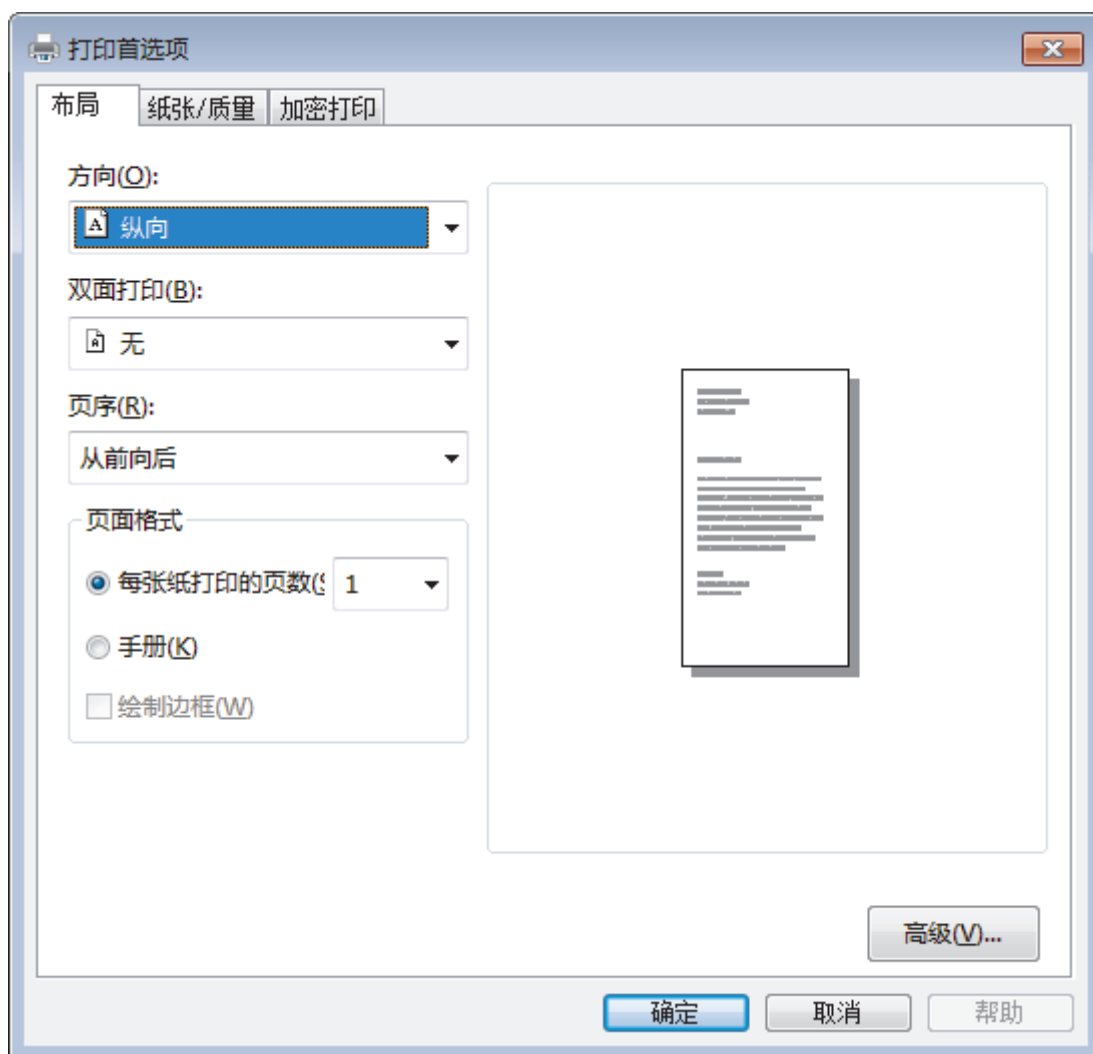 打印首选项
布局
纸张/质量
加密打印
方向(O):
A 纵向
双面打印(B):
A 无
页序(R):
从前向后
页面格式
每张纸打印的页数(S 1
手册(K)
绘制边框(W)
高级(V)...
确定
取消
帮助